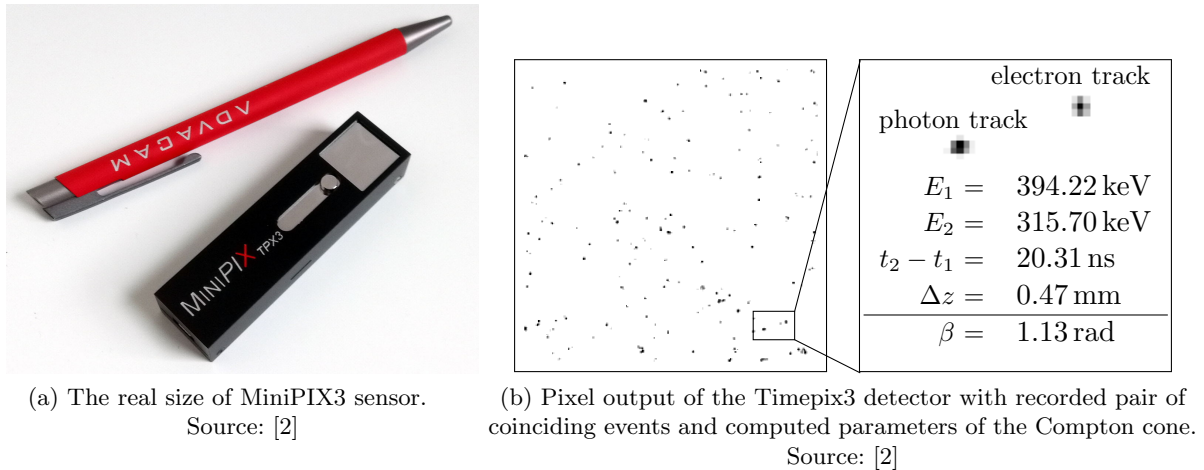 ADVACAM
MINIPIX TPX3
(a) The real size of MiniPIX3 sensor.
Source: [2]
electron track
photon track
E₁ = 394.22 keV
E₂ = 315.70 keV
t₂ − t₁ = 20.31 ns
Δz = 0.47 mm
β = 1.13 rad
(b) Pixel output of the Timepix3 detector with recorded pair of
coinciding events and computed parameters of the Compton cone.
Source: [2]